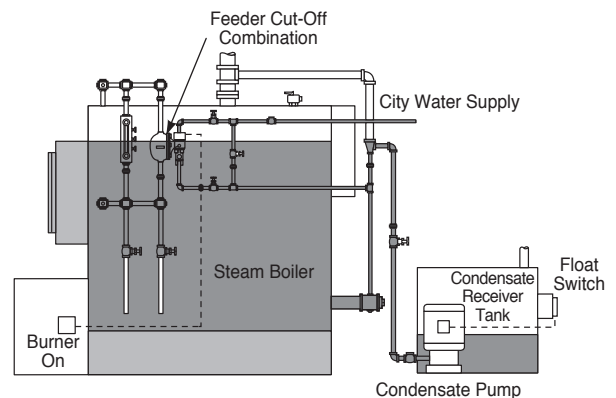 Feeder Cut-Off
Combination
City Water Supply
Steam Boiler
Condensate
Receiver
Tank
Float
Switch
Burner
On
Condensate Pump